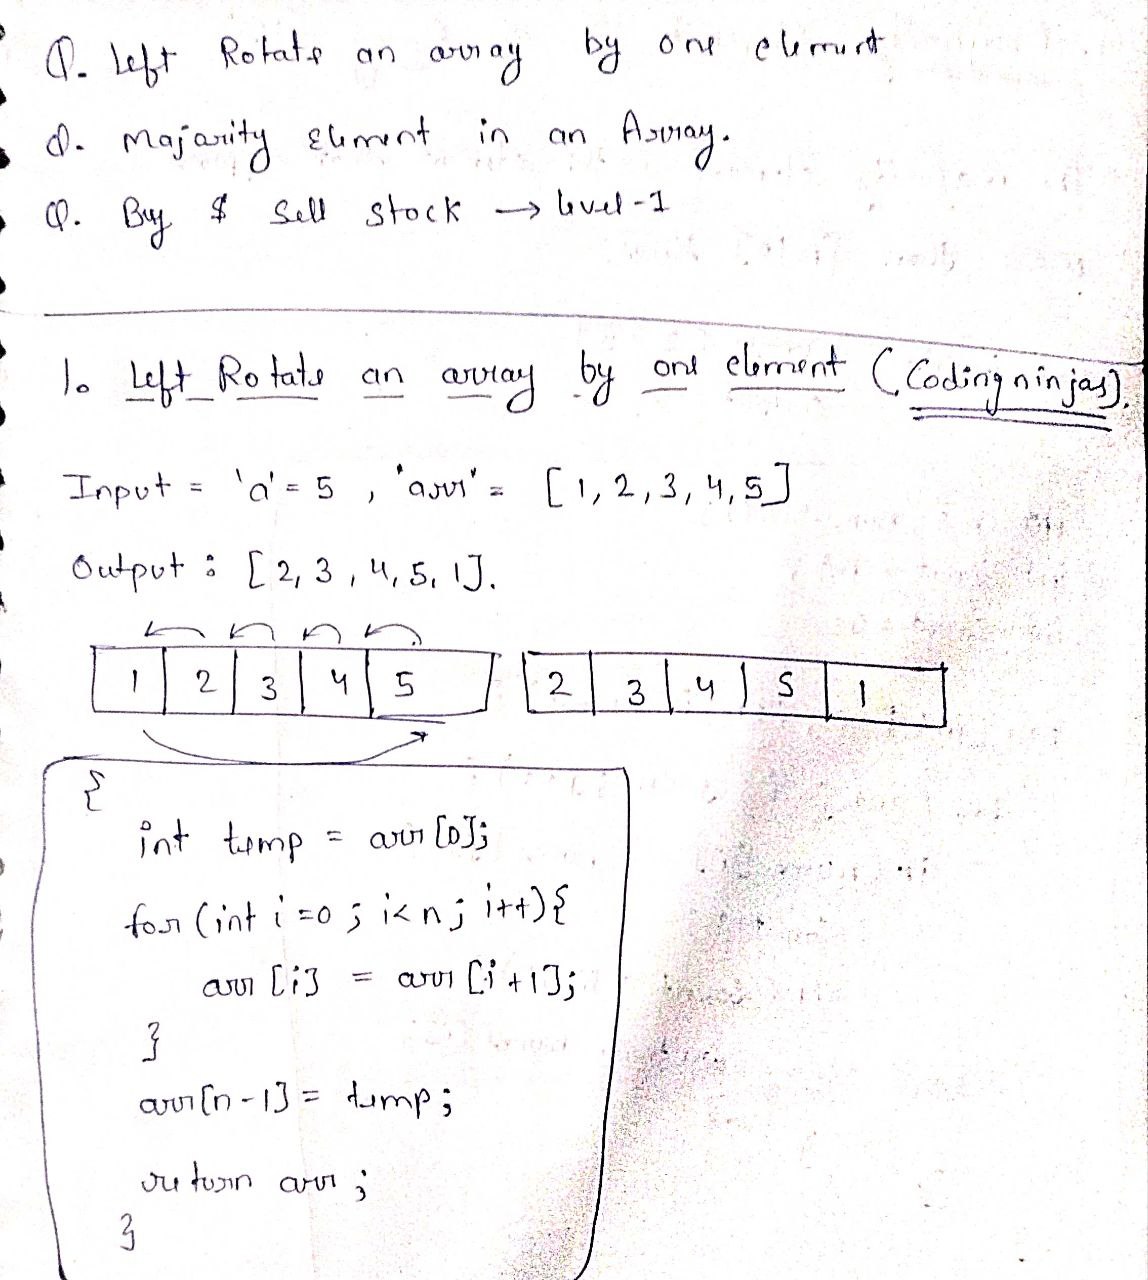 Q. Left Rotate an array by one element
Q. Majarity Element in an Array.
Q. Buy $ Sell Stock → level-1
1. Left Rotate an array by one element (Codingninjas).
Input = 'a' = 5 , 'arr' = [1, 2, 3, 4, 5]
Output : [2, 3, 4, 5, 1].
1 2 3 4 5 2 3 4 5 1
{
int temp = arr[0];
for (int i=0 ; i<n; i++){
arr [i] = arr [i+1];
}
arr[n-1] = temp;
return arr ;
}